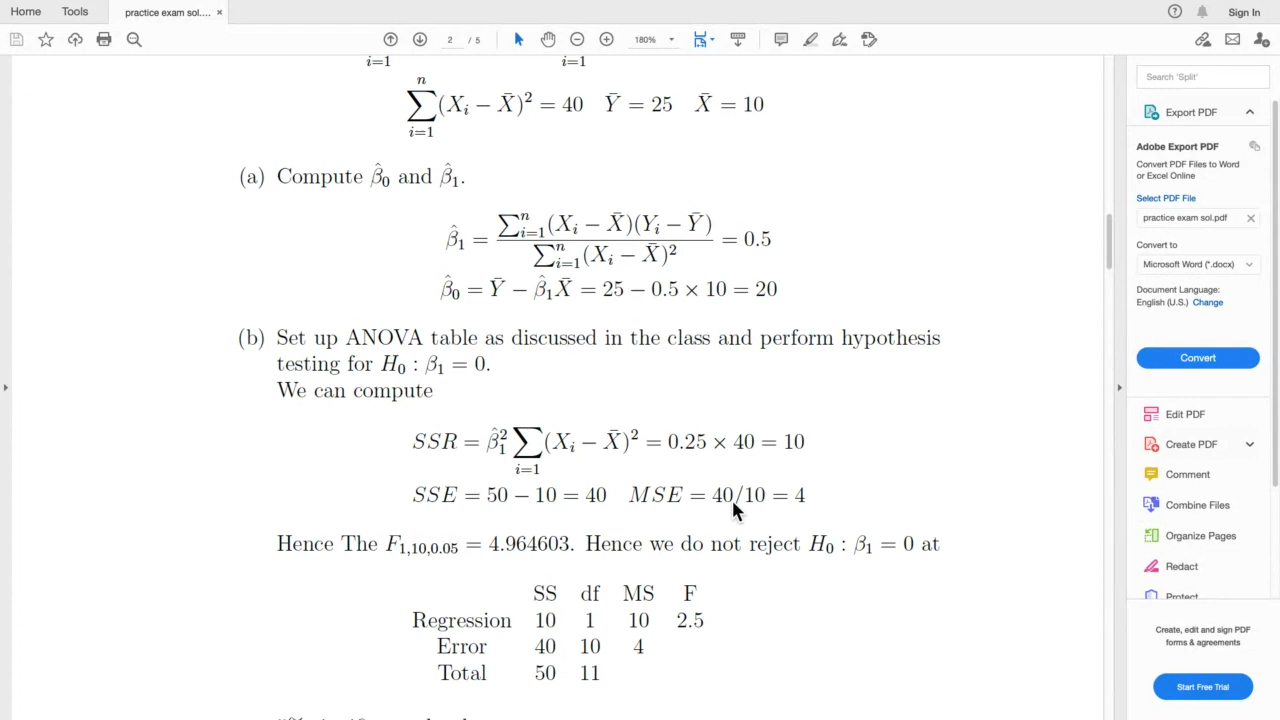 Home Tools practice exam sol.... × Sign In
2 / 5 180%
i=1 i=1
n
∑(Xᵢ − X̄)² = 40 Ȳ = 25 X̄ = 10
i=1
(a) Compute β̂₀ and β̂₁.
β̂₁ = ∑ⁿᵢ₌₁(Xᵢ − X̄)(Yᵢ − Ȳ) / ∑ⁿᵢ₌₁(Xᵢ − X̄)² = 0.5
β̂₀ = Ȳ − β̂₁X̄ = 25 − 0.5 × 10 = 20
(b) Set up ANOVA table as discussed in the class and perform hypothesis
testing for H₀ : β₁ = 0.
We can compute
SSR = β̂₁² ∑(Xᵢ − X̄)² = 0.25 × 40 = 10
i=1
SSE = 50 − 10 = 40 MSE = 40/10 = 4
Hence The F₁,₁₀,₀.₀₅ = 4.964603. Hence we do not reject H₀ : β₁ = 0 at
SS df MS F
Regression 10 1 10 2.5
Error 40 10 4
Total 50 11
Search 'Split'
Export PDF
Adobe Export PDF
Convert PDF Files to Word
or Excel Online
Select PDF File
practice exam sol.pdf ×
Convert to
Microsoft Word (*.docx)
Document Language:
English (U.S.) Change
Convert
Edit PDF
Create PDF
Comment
Combine Files
Organize Pages
Redact
Protect
Create, edit and sign PDF
forms & agreements
Start Free Trial